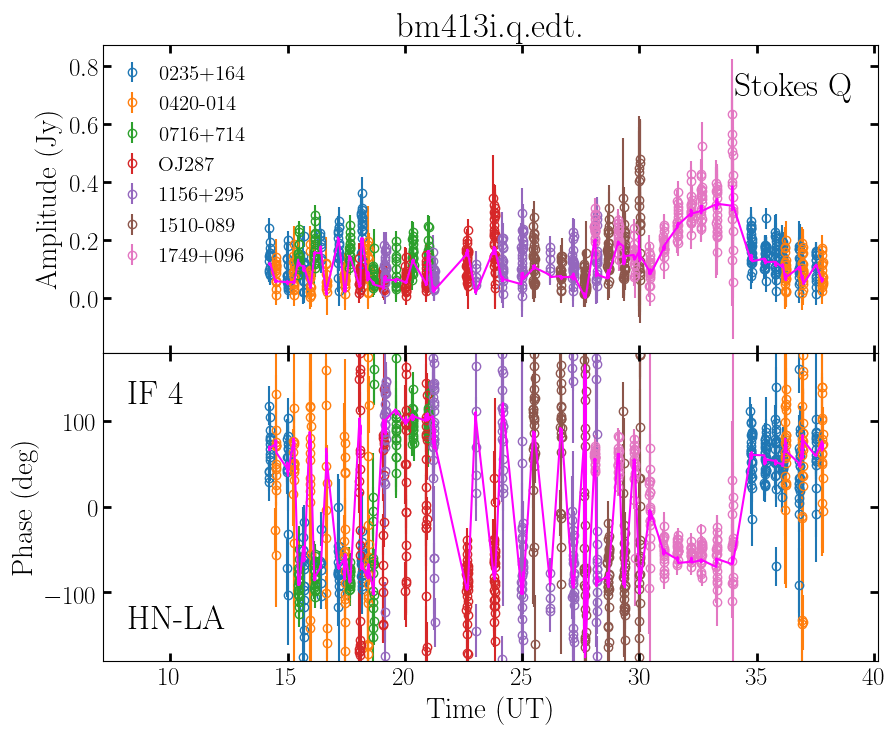 bm413i.q.edt.
Stokes Q
0235+164
0420-014
0716+714
OJ287
1156+295
1510-089
1749+096
Amplitude (Jy)
0.8
0.6
0.4
0.2
0.0
IF 4
HN-LA
Phase (deg)
100
0
−100
10 15 20 25 30 35 40
Time (UT)